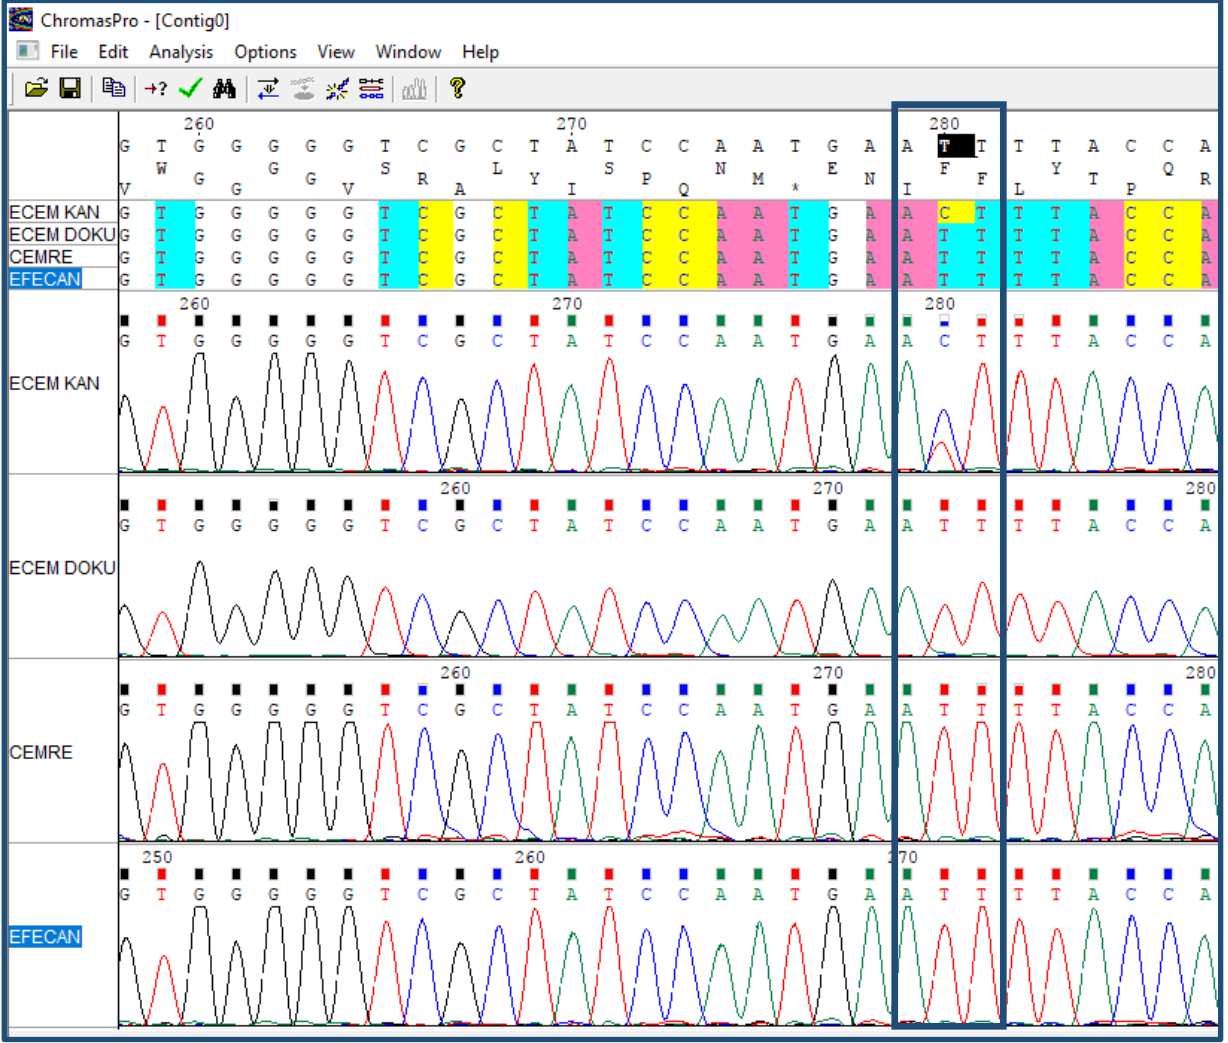 ChromasPro - [Contig0]
File Edit Analysis Options View Window Help
260 270 280
G T G G G G G T C G C T A T C C A A T G A A T T T T A C C A
W G S L S N E F Y Q
G G R Y P M N F T R
V G V A I Q * I L P
ECEM KAN G T G G G G G T C G C T A T C C A A T G A A C T T T A C C A
ECEM DOKU G T G G G G G T C G C T A T C C A A T G A A T T T T A C C A
CEMRE G T G G G G G T C G C T A T C C A A T G A A T T T T A C C A
EFECAN G T G G G G G T C G C T A T C C A A T G A A T T T T A C C A
260 270 280
G T G G G G G T C G C T A T C C A A T G A A C T T T A C C A
ECEM KAN
260 270 280
G T G G G G G T C G C T A T C C A A T G A A T T T T A C C A
ECEM DOKU
260 270 280
G T G G G G G T C G C T A T C C A A T G A A T T T T A C C A
CEMRE
250 260 270
G T G G G G G T C G C T A T C C A A T G A A T T T T A C C A
EFECAN